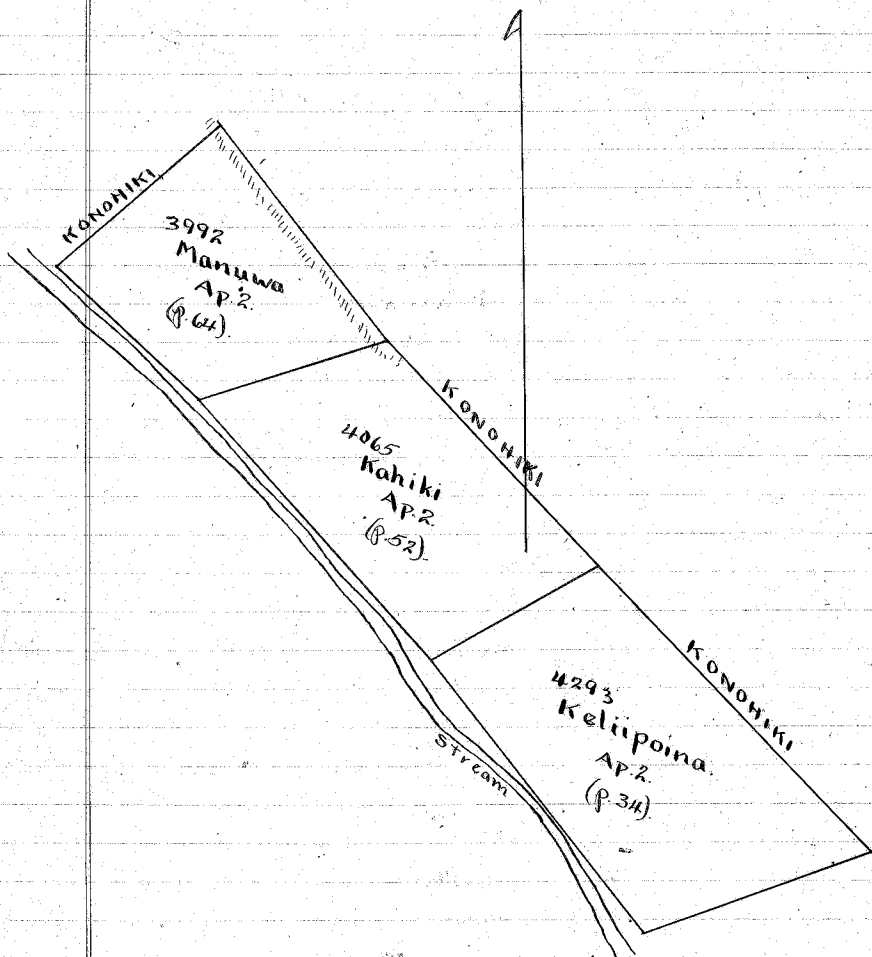 KONOHIKI
3992
Manuwa
Ap. 2.
(p. 64).
KONOHIKI
4065
Kahiki
Ap. 2.
(p. 52).
KONOHIKI
4293
Keliipoina.
Ap. 2.
(p. 34).
Stream